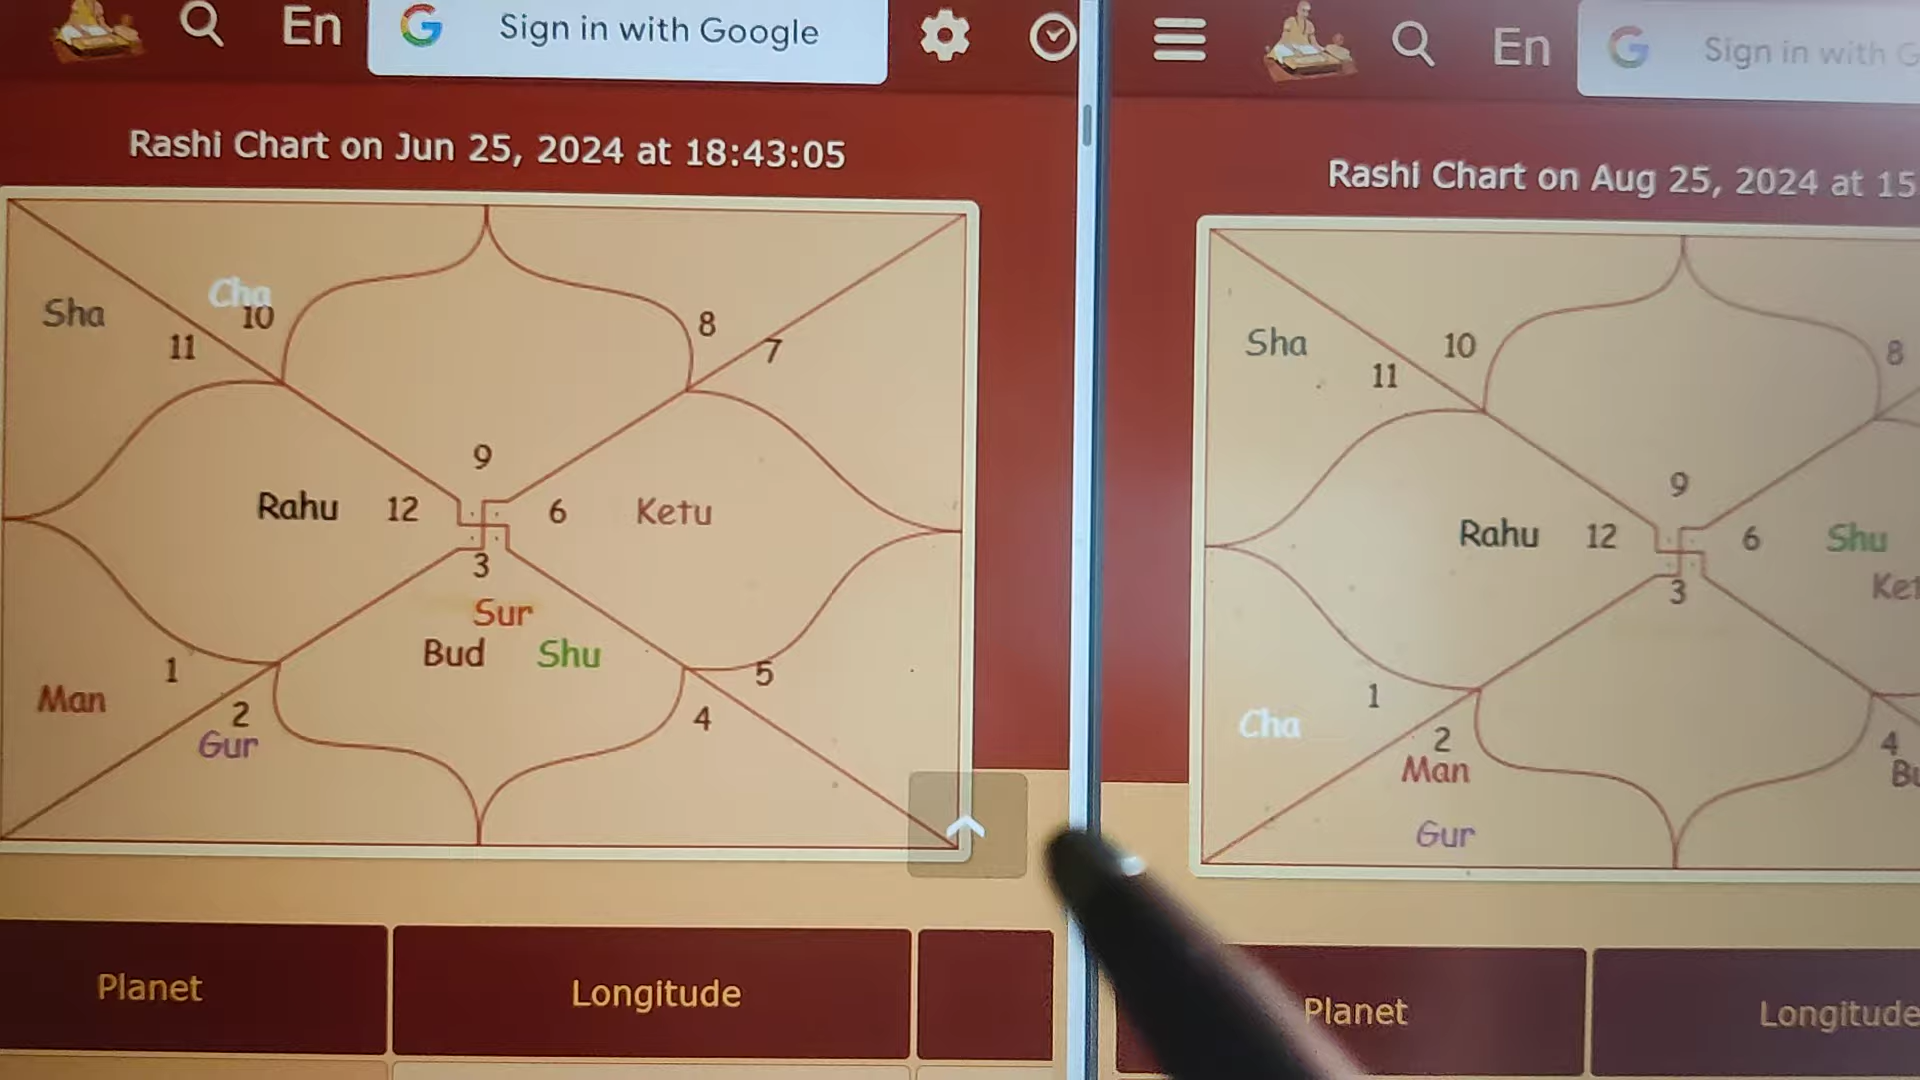 En
Sign in with Google
Rashi Chart on Jun 25, 2024 at 18:43:05
Cha
Sha
10
11
8
7
9
Rahu
12
6
Ketu
3
Sur
Bud
Shu
1
Man
2
Gur
5
4
Planet
Longitude
En
Sign in with G
Rashi Chart on Aug 25, 2024 at 15
Sha
10
11
8
9
Rahu
12
6
Shu
Ket
3
1
Cha
2
Man
Gur
4
Bu
Planet
Longitude